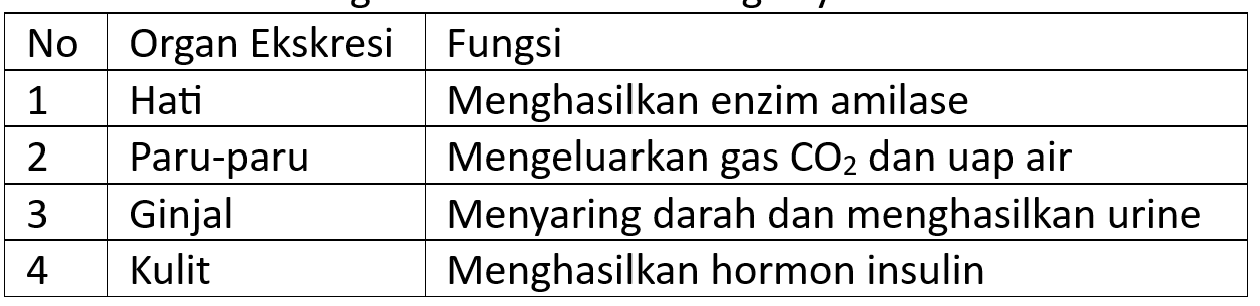 No Organ Ekskresi Fungsi
1 Hati Menghasilkan enzim amilase
2 Paru-paru Mengeluarkan gas CO₂ dan uap air
3 Ginjal Menyaring darah dan menghasilkan urine
4 Kulit Menghasilkan hormon insulin